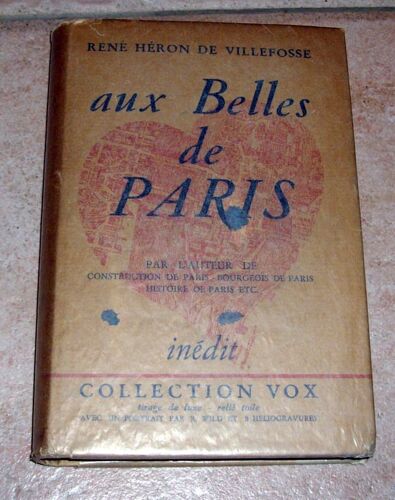 RENÉ HÉRON DE VILLEFOSSE
aux Belles
de
PARIS
PAR L'AUTEUR DE
CONSTRUCTION DE PARIS - BOURGEOIS DE PARIS
HISTOIRE DE PARIS ETC.
inédit
COLLECTION VOX
tirage de luxe - relié toile
(AVEC UN PORTRAIT PAR R. WILD ET 8 HELIOGRAVURES)